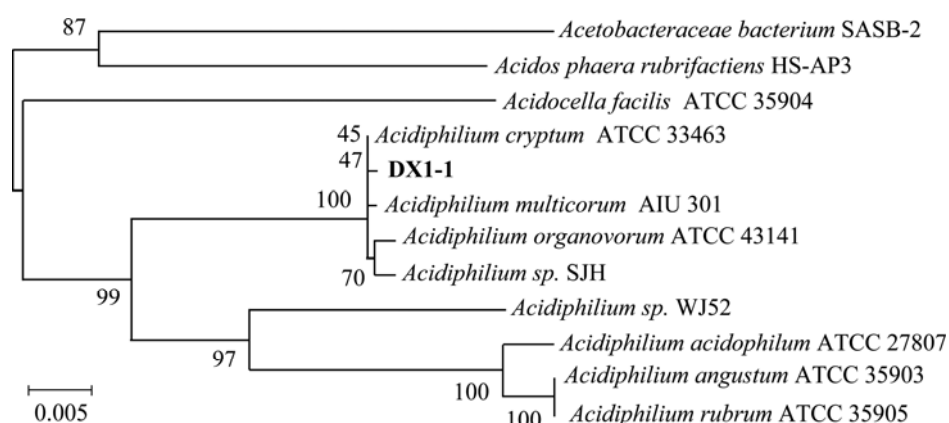 87
Acetobacteraceae bacterium SASB-2
Acidos phaera rubrifactiens HS-AP3
Acidocella facilis ATCC 35904
45
Acidiphilium cryptum ATCC 33463
47
DX1-1
100
Acidiphilium multicorum AIU 301
Acidiphilium organovorum ATCC 43141
70
Acidiphilium sp. SJH
99
Acidiphilium sp. WJ52
97
Acidiphilium acidophilum ATCC 27807
100
Acidiphilium angustum ATCC 35903
100
Acidiphilium rubrum ATCC 35905
0.005